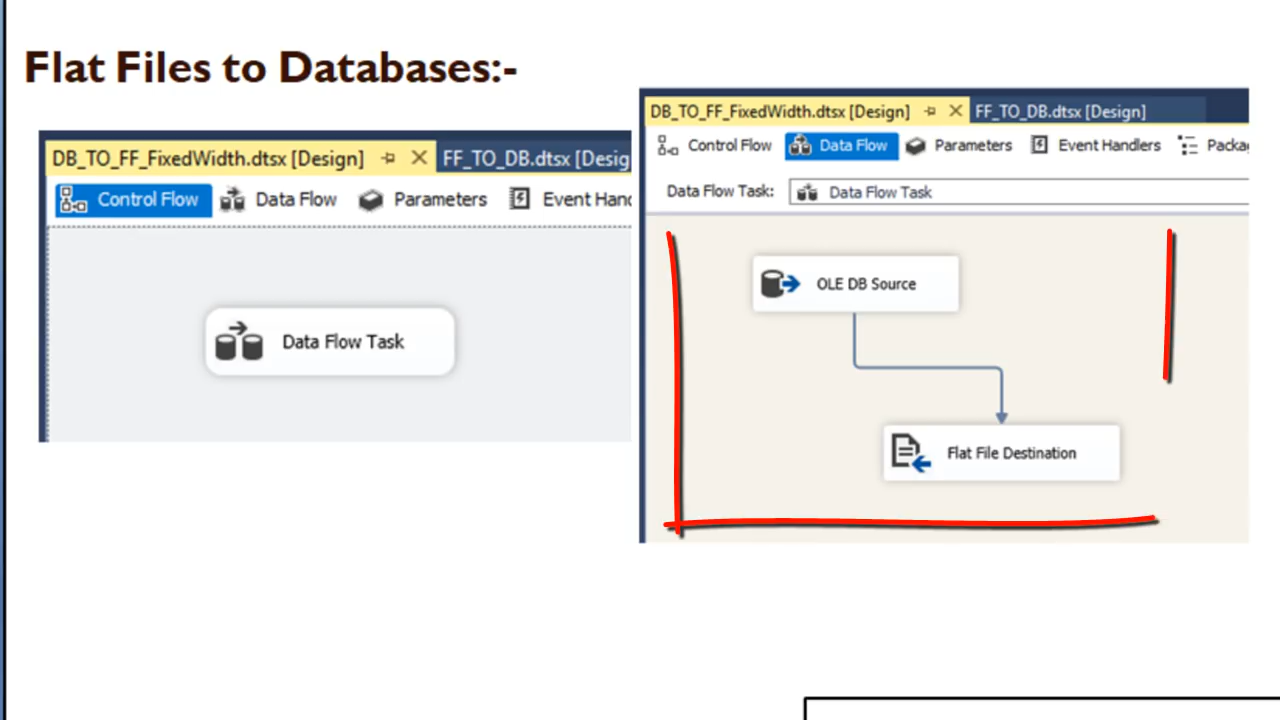 Flat Files to Databases:-
DB_TO_FF_FixedWidth.dtsx [Design]
FF_TO_DB.dtsx [Desig
Control Flow
Data Flow
Parameters
Event Hand
Data Flow Task
DB_TO_FF_FixedWidth.dtsx [Design]
FF_TO_DB.dtsx [Design]
Control Flow
Data Flow
Parameters
Event Handlers
Packag
Data Flow Task:
Data Flow Task
OLE DB Source
Flat File Destination